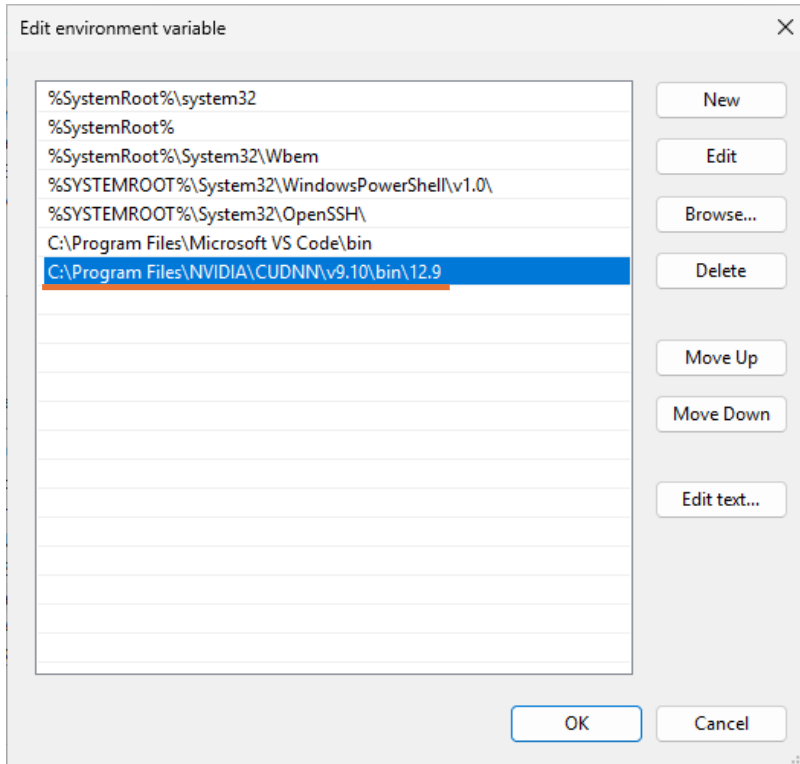 Edit environment variable
%SystemRoot%\system32
%SystemRoot%
%SystemRoot%\System32\Wbem
%SYSTEMROOT%\System32\WindowsPowerShell\v1.0\
%SYSTEMROOT%\System32\OpenSSH\
C:\Program Files\Microsoft VS Code\bin
C:\Program Files\NVIDIA\CUDNN\v9.10\bin\12.9
New
Edit
Browse...
Delete
Move Up
Move Down
Edit text...
OK
Cancel